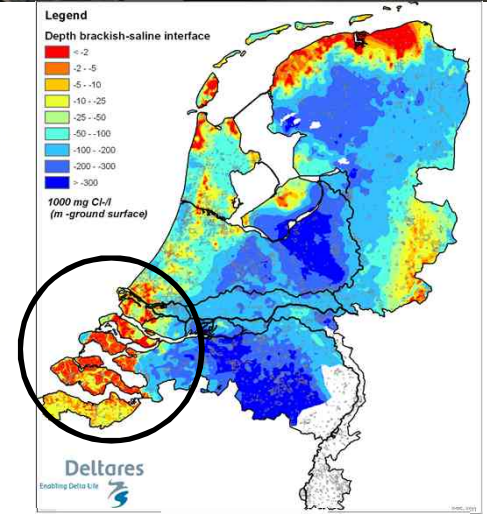 Legend
Depth brackish-saline interface
< -2
-2 - -5
-5 - -10
-10 - -25
-25 - -50
-50 - -100
-100 - -200
-200 - -300
> -300
1000 mg Cl-/l
(m -ground surface)
Deltares
Enabling Delta Life